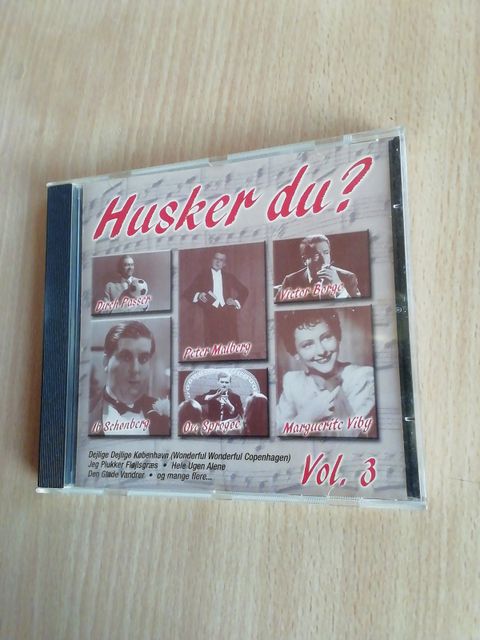 Husker du?
Dirch Passer
Peter Malberg
Victor Borge
Ib Schønberg
Ove Sprogøe
Marguerite Viby
Dejlige Dejlige København (Wonderful Wonderful Copenhagen)
Jeg Plukker Fløjlsgræs • Hele Ugen Alene
Den Glade Vandrer • og mange flere...
Vol. 3